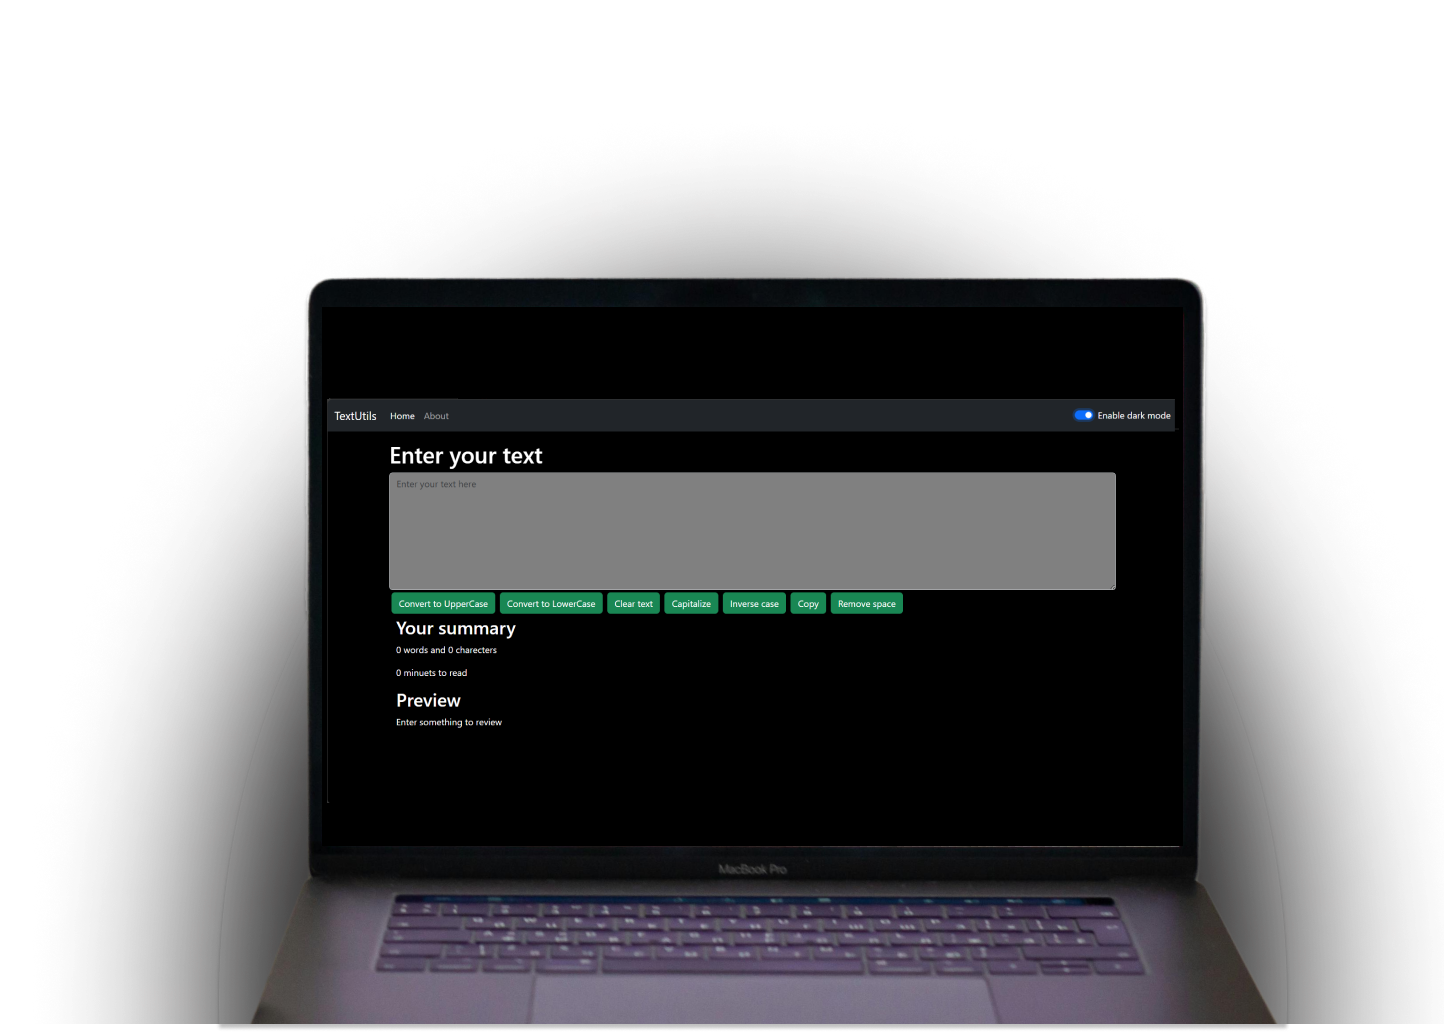 TextUtils Home About Enable dark mode
Enter your text
Enter your text here
Convert to UpperCase Convert to LowerCase Clear text Capitalize Inverse case Copy Remove space
Your summary
0 words and 0 charecters
0 minuets to read
Preview
Enter something to review
MacBook Pro